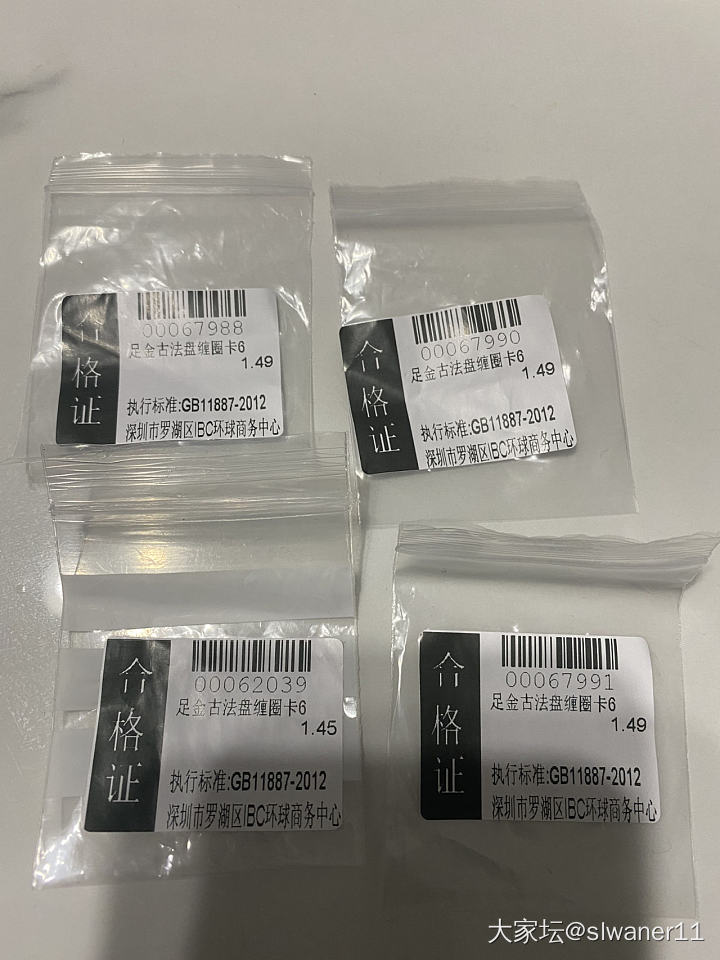 合格证
00067988
足金古法盘缠圈卡6
1.49
执行标准:GB11887-2012
深圳市罗湖区IBC环球商务中心
合格证
00067990
足金古法盘缠圈卡6
1.49
执行标准:GB11887-2012
深圳市罗湖区IBC环球商务中心
合格证
00062039
足金古法盘缠圈卡6
1.45
执行标准:GB11887-2012
深圳市罗湖区IBC环球商务中心
合格证
00067991
足金古法盘缠圈卡6
1.49
执行标准:GB11887-2012
深圳市罗湖区IBC环球商务中心
大家坛@slwaner11